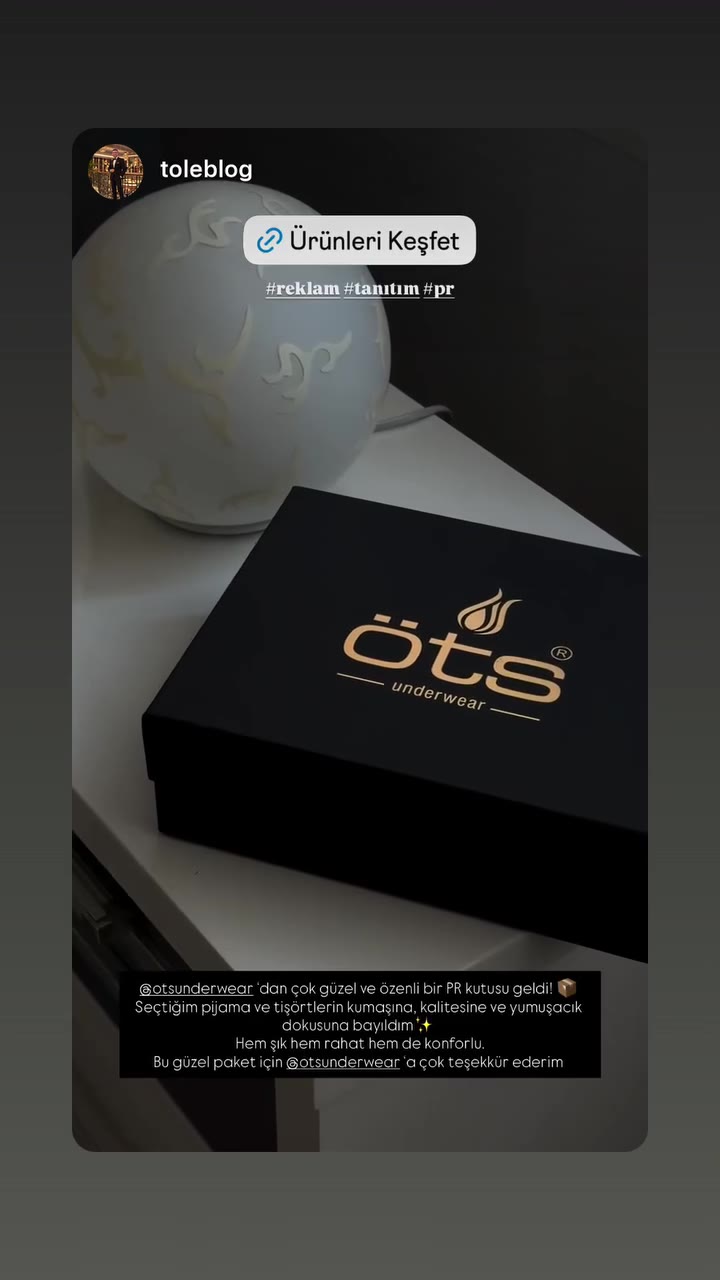 toleblog
Ürünleri Keşfet
#reklam #tanıtım #pr
öts®
underwear
@otsunderwear 'dan çok güzel ve özenli bir PR kutusu geldi! 📦
Seçtiğim pijama ve tişörtlerin kumaşına, kalitesine ve yumuşacık
dokusuna bayıldım✨
Hem şık hem rahat hem de konforlu.
Bu güzel paket için @otsunderwear 'a çok teşekkür ederim